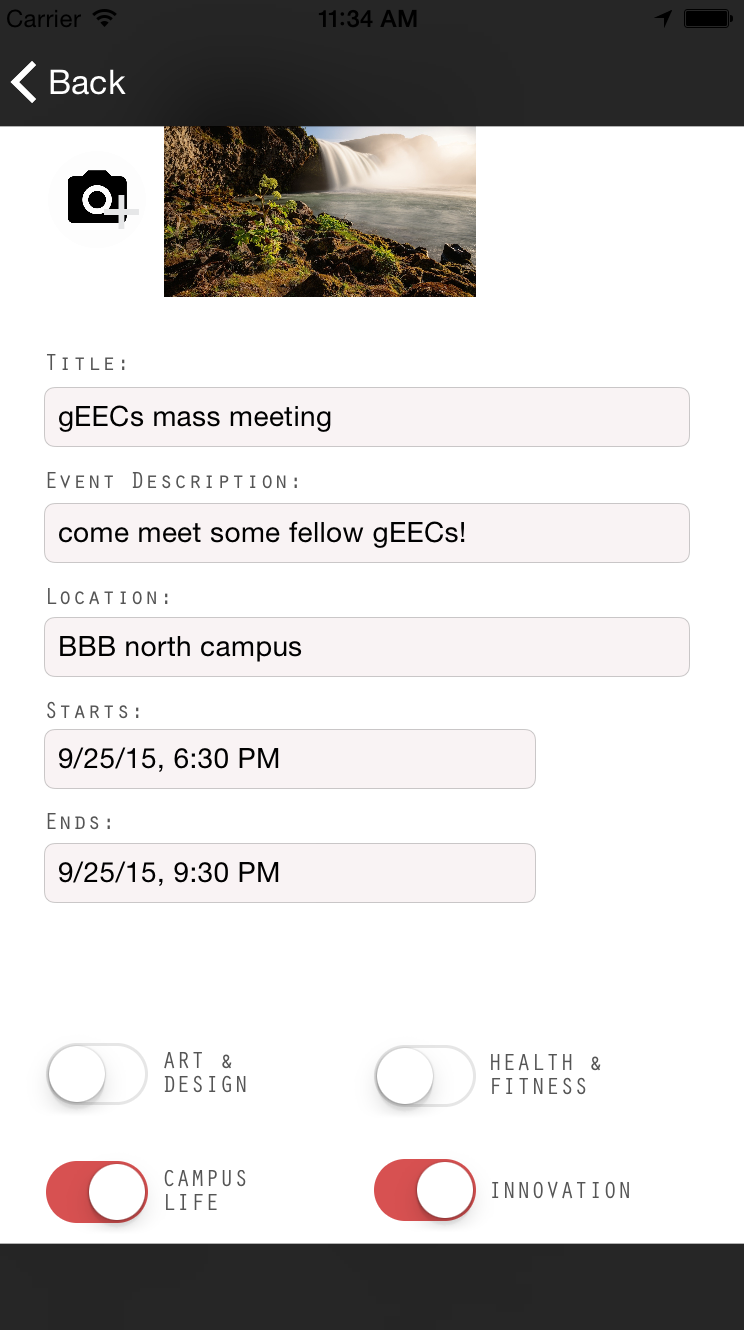 Carrier 11:34 AM
Back
Title:
gEECs mass meeting
Event Description:
come meet some fellow gEECs!
Location:
BBB north campus
Starts:
9/25/15, 6:30 PM
Ends:
9/25/15, 9:30 PM
ART &
DESIGN
HEALTH &
FITNESS
CAMPUS
LIFE
INNOVATION